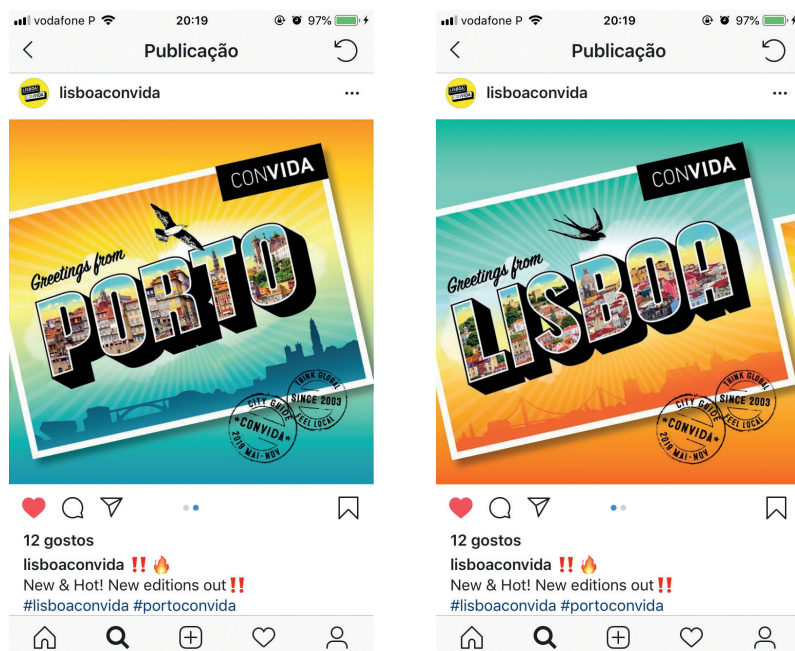 vodafone P 20:19 97%
Publicação
lisboaconvida
CONVIDA
Greetings from
PORTO
THINK GLOBAL
SINCE 2003
FEEL LOCAL
CITY GUIDE
*CONVIDA*
2019 MAI-NOV
12 gostos
lisboaconvida ‼️🔥
New & Hot! New editions out‼️
#lisboaconvida #portoconvida
vodafone P 20:19 97%
Publicação
lisboaconvida
CONVIDA
Greetings from
LISBOA
THINK GLOBAL
SINCE 2003
FEEL LOCAL
CITY GUIDE
*CONVIDA*
2019 MAI-NOV
12 gostos
lisboaconvida ‼️🔥
New & Hot! New editions out‼️
#lisboaconvida #portoconvida